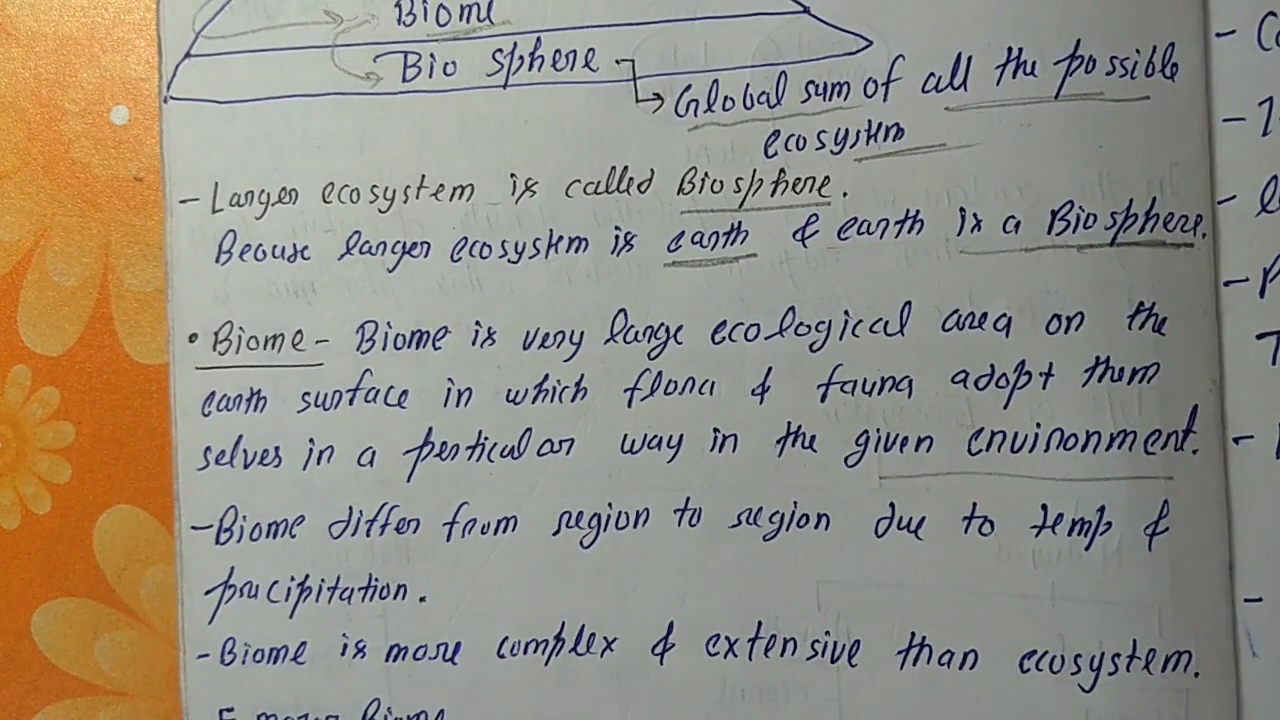 Biome
Bio sphere → Global sum of all the possible
ecosystem
- Larger ecosystem is called Biosphere.
Beause larger ecosystem is earth & earth is a Biosphere.
• Biome - Biome is very large ecological area on the
earth surface in which flora & fauna adopt them
selves in a perticular way in the given environment.
- Biome differ from region to region due to temp &
precipitation.
- Biome is more complex & extensive than ecosystem.